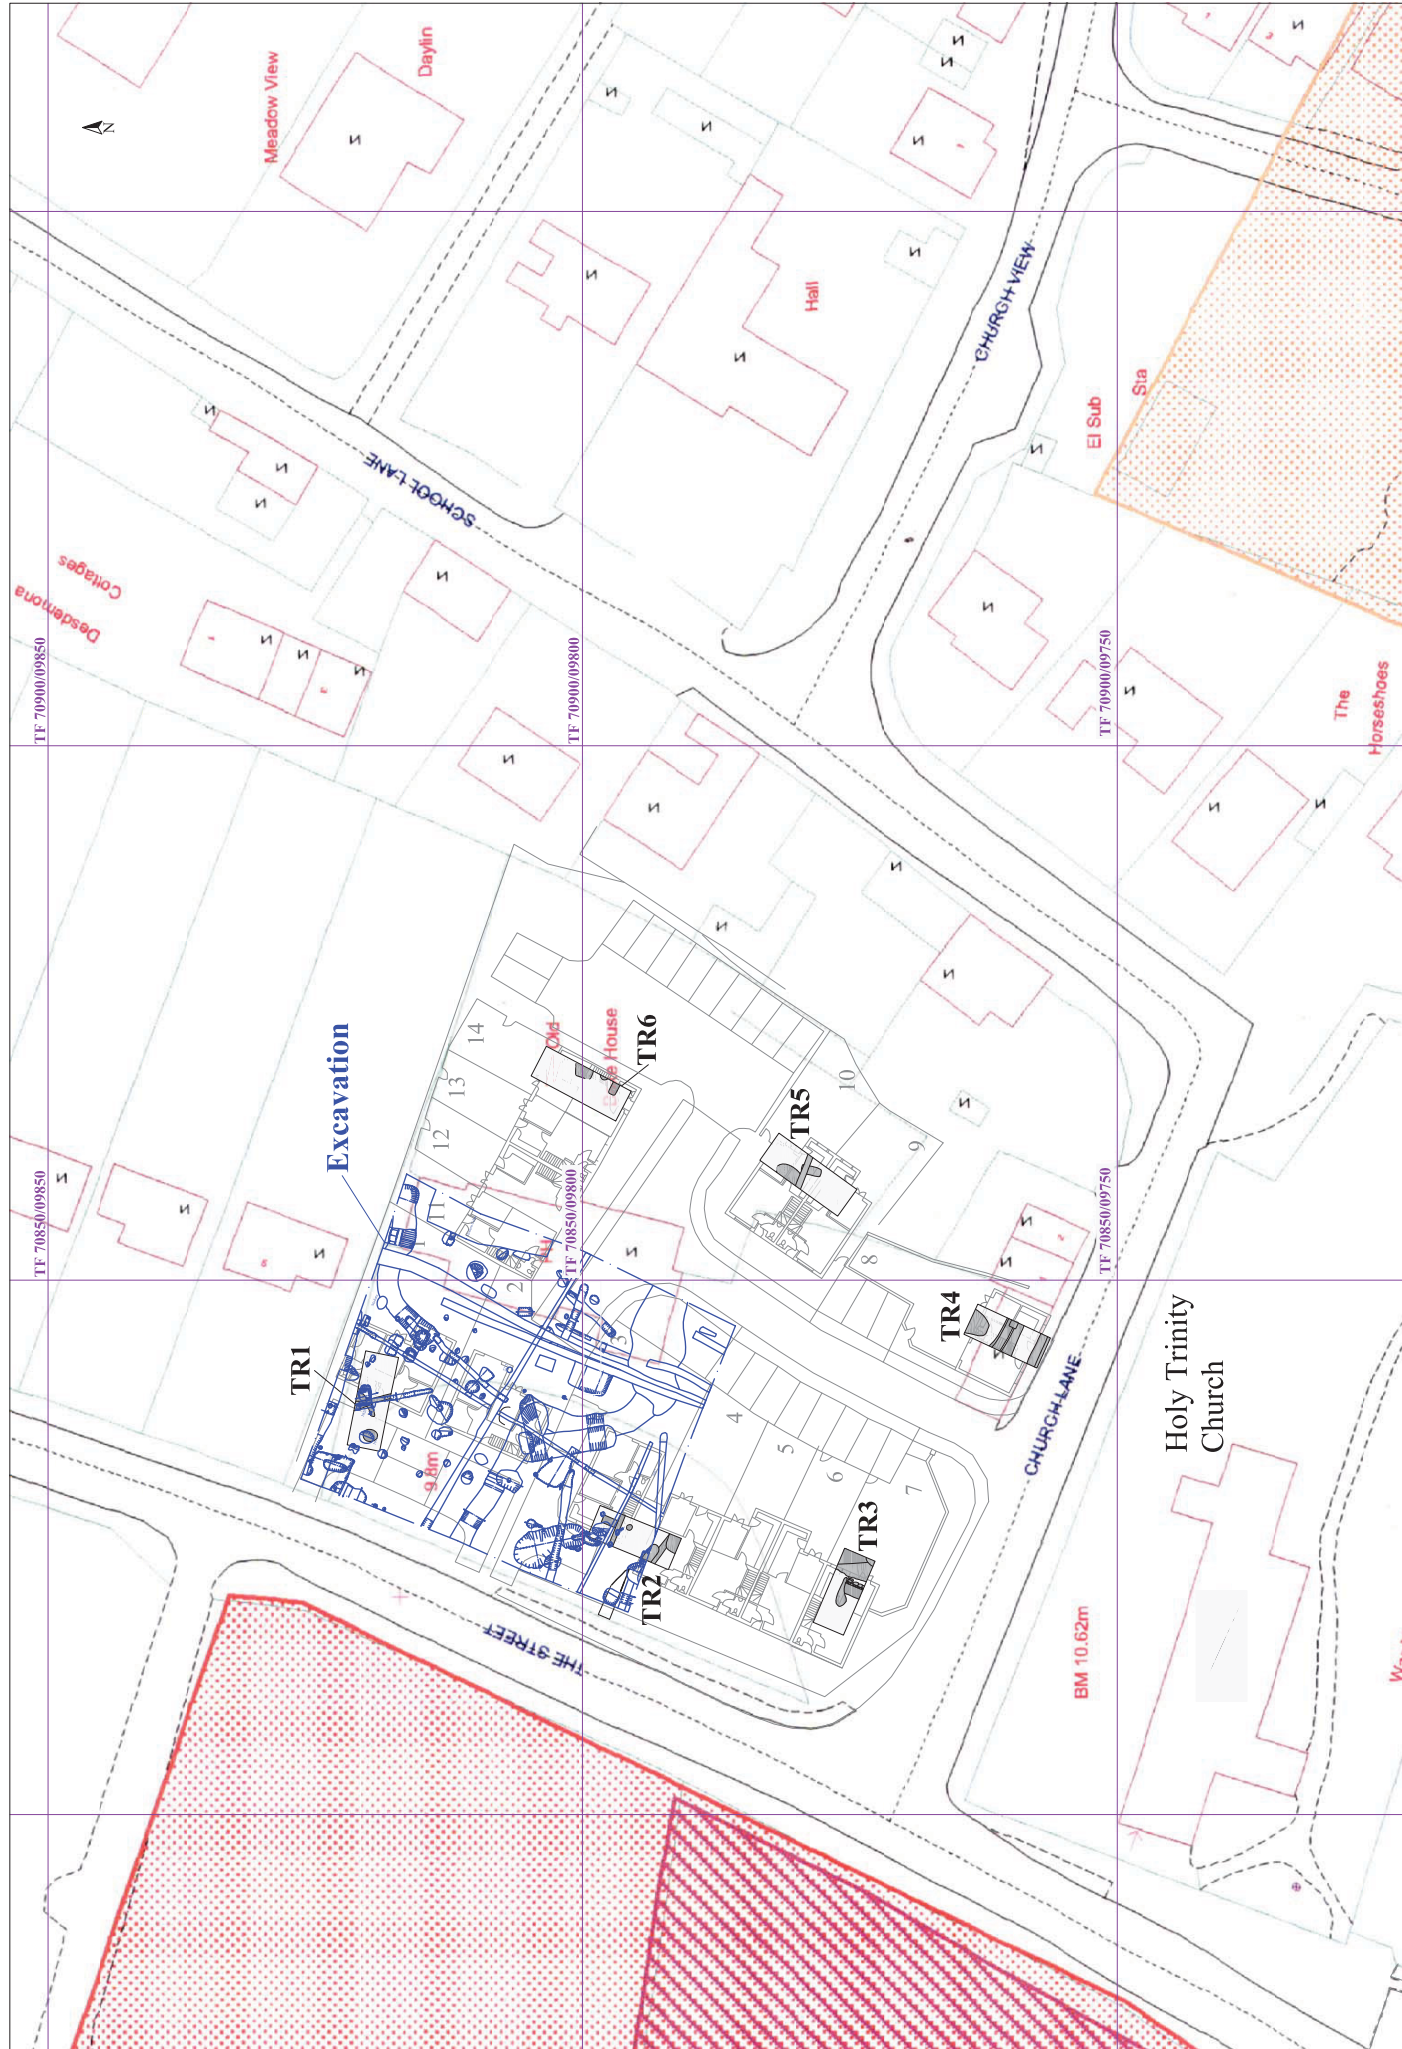 N
Meadow View
Daylin
Hall
CHURCH VIEW
El Sub
Sta
SCHOOL LANE
Desdemona
Cottages
TF 70900/09850
TF 70900/09800
TF 70900/09750
The
Horseshoes
Excavation
Old
House
TR6
14
13
12
11
10
9
8
TR5
TF 70850/09850
TF 70850/09800
TF 70850/09750
PH
1
2
3
4
5
6
7
TR1
TR2
TR3
TR4
9.8m
THE STREET
CHURCH LANE
Holy Trinity
Church
BM 10.62m